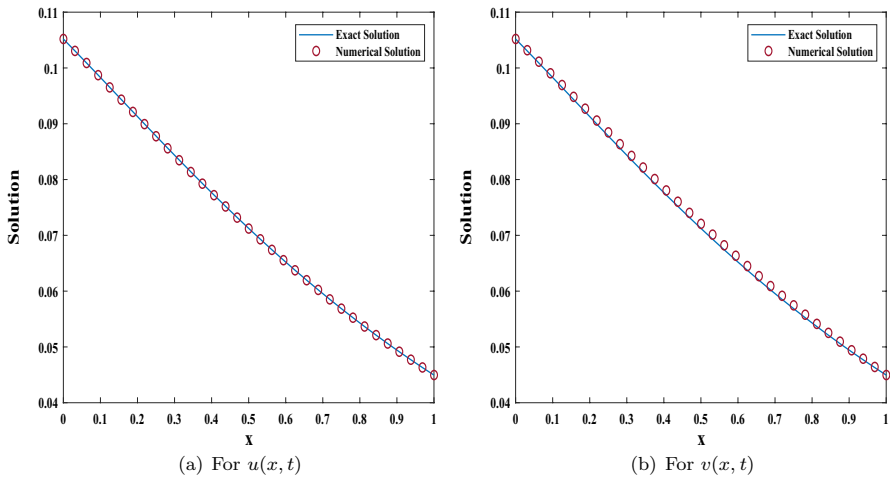 0.11
0.1
0.09
0.08
0.07
0.06
0.05
0.04
Solution
0 0.1 0.2 0.3 0.4 0.5 0.6 0.7 0.8 0.9 1
X
Exact Solution
Numerical Solution
(a) For u(x, t)
0.11
0.1
0.09
0.08
0.07
0.06
0.05
0.04
Solution
0 0.1 0.2 0.3 0.4 0.5 0.6 0.7 0.8 0.9 1
X
Exact Solution
Numerical Solution
(b) For v(x, t)